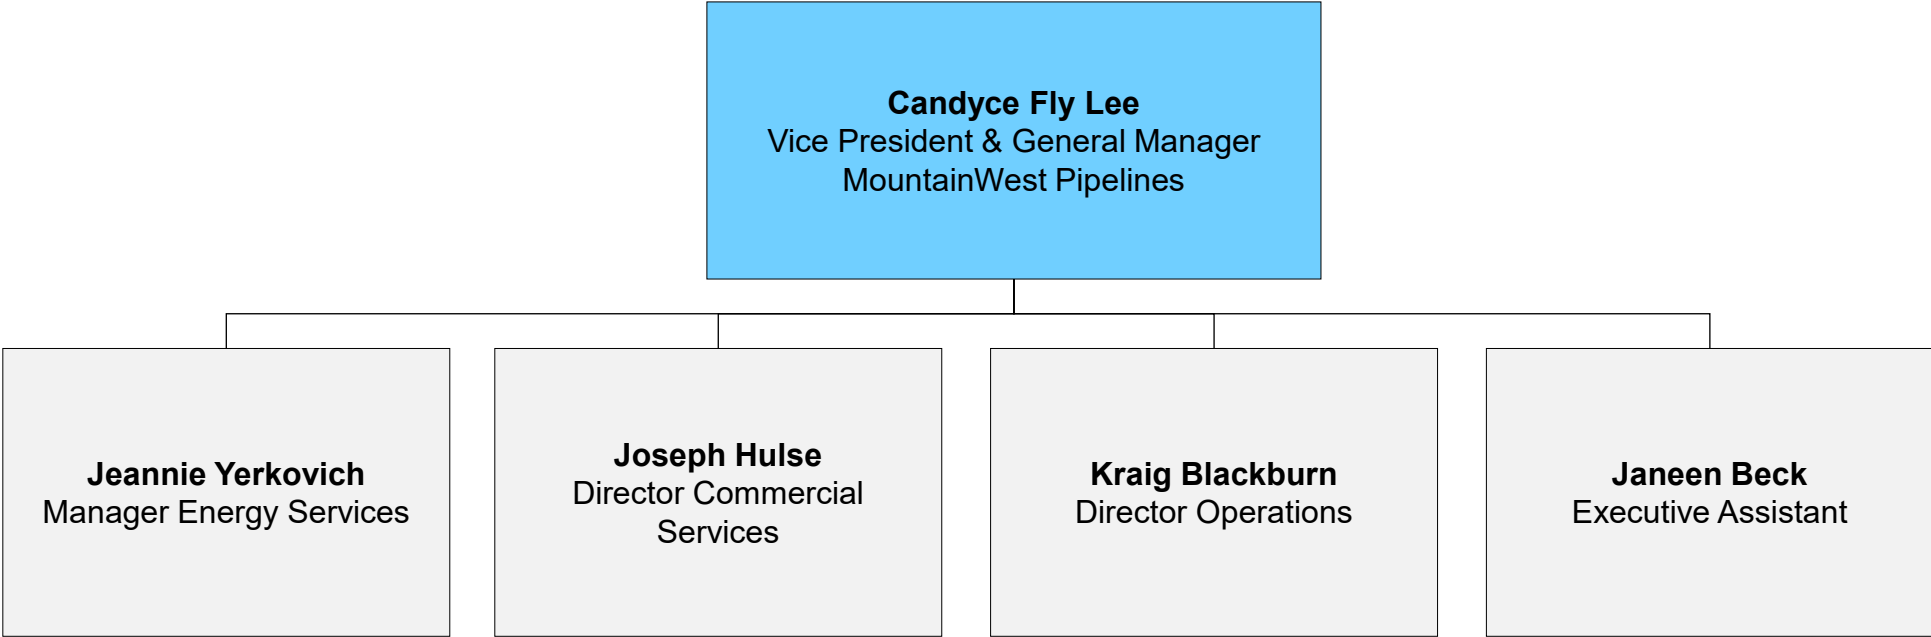 Candyce Fly Lee
Vice President & General Manager
MountainWest Pipelines
Jeannie Yerkovich
Manager Energy Services
Joseph Hulse
Director Commercial
Services
Kraig Blackburn
Director Operations
Janeen Beck
Executive Assistant